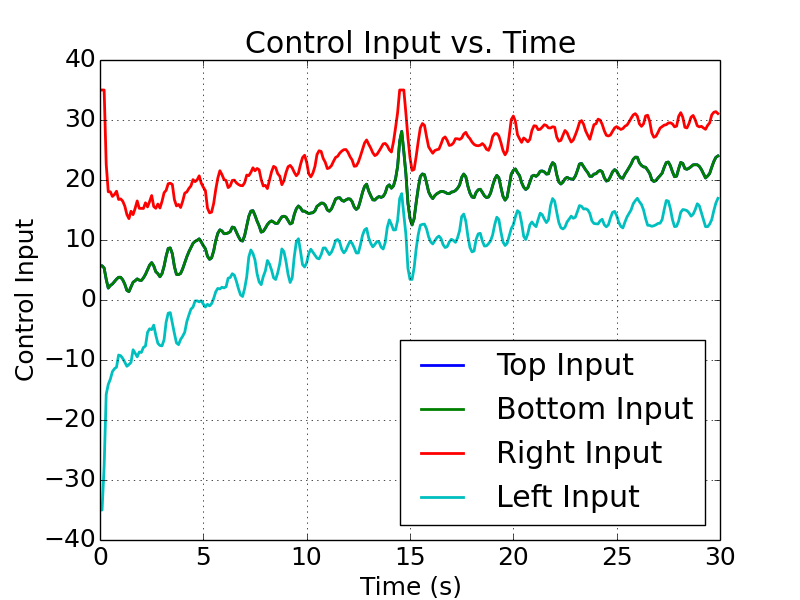 Control Input vs. Time
40
30
20
10
0
−10
−20
−30
−40
Control Input
Top Input
Bottom Input
Right Input
Left Input
0 5 10 15 20 25 30
Time (s)